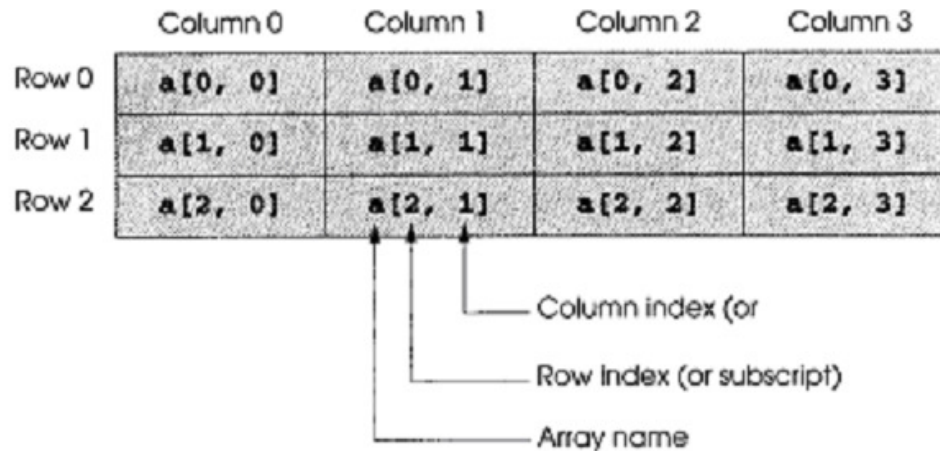 Column 0 Column 1 Column 2 Column 3
Row 0 a[0, 0] a[0, 1] a[0, 2] a[0, 3]
Row 1 a[1, 0] a[1, 1] a[1, 2] a[1, 3]
Row 2 a[2, 0] a[2, 1] a[2, 2] a[2, 3]
Column index (or
Row index (or subscript)
Array name